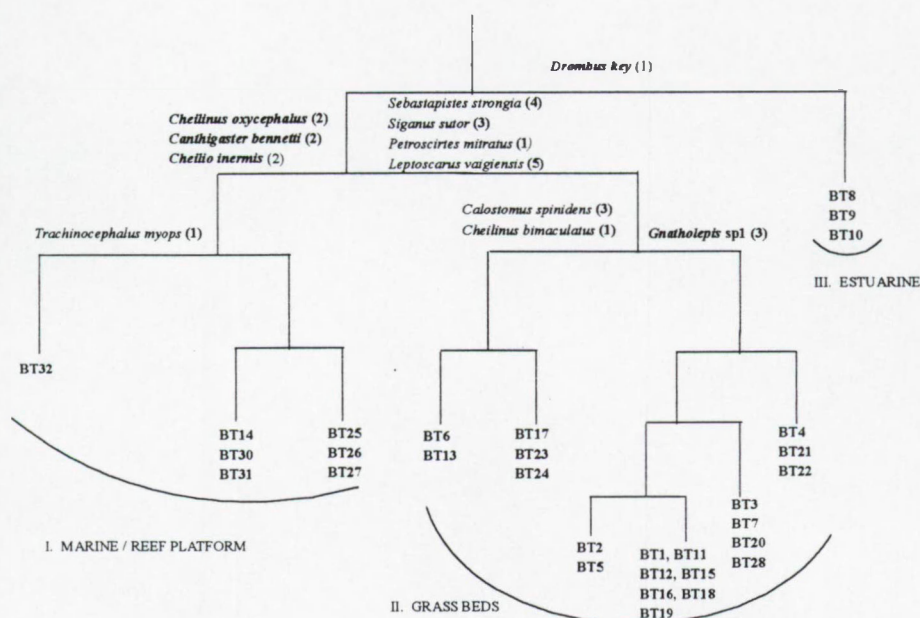 Drombus key (1)
Sebastapistes strongia (4)
Siganus sutor (3)
Petroscirtes mitratus (1)
Leptoscarus vaigiensis (5)
Cheilinus oxycephalus (2)
Canthigaster bennetti (2)
Cheilio inermis (2)
Calostomus spinidens (3)
Cheilinus bimaculatus (1)
Gnatholepis sp1 (3)
Trachinocephalus myops (1)
BT8
BT9
BT10
III. ESTUARINE
BT32
BT14
BT30
BT31
BT25
BT26
BT27
BT6
BT13
BT17
BT23
BT24
BT4
BT21
BT22
BT3
BT7
BT20
BT28
BT2
BT5
BT1, BT11
BT12, BT15
BT16, BT18
BT19
I. MARINE / REEF PLATFORM
II. GRASS BEDS